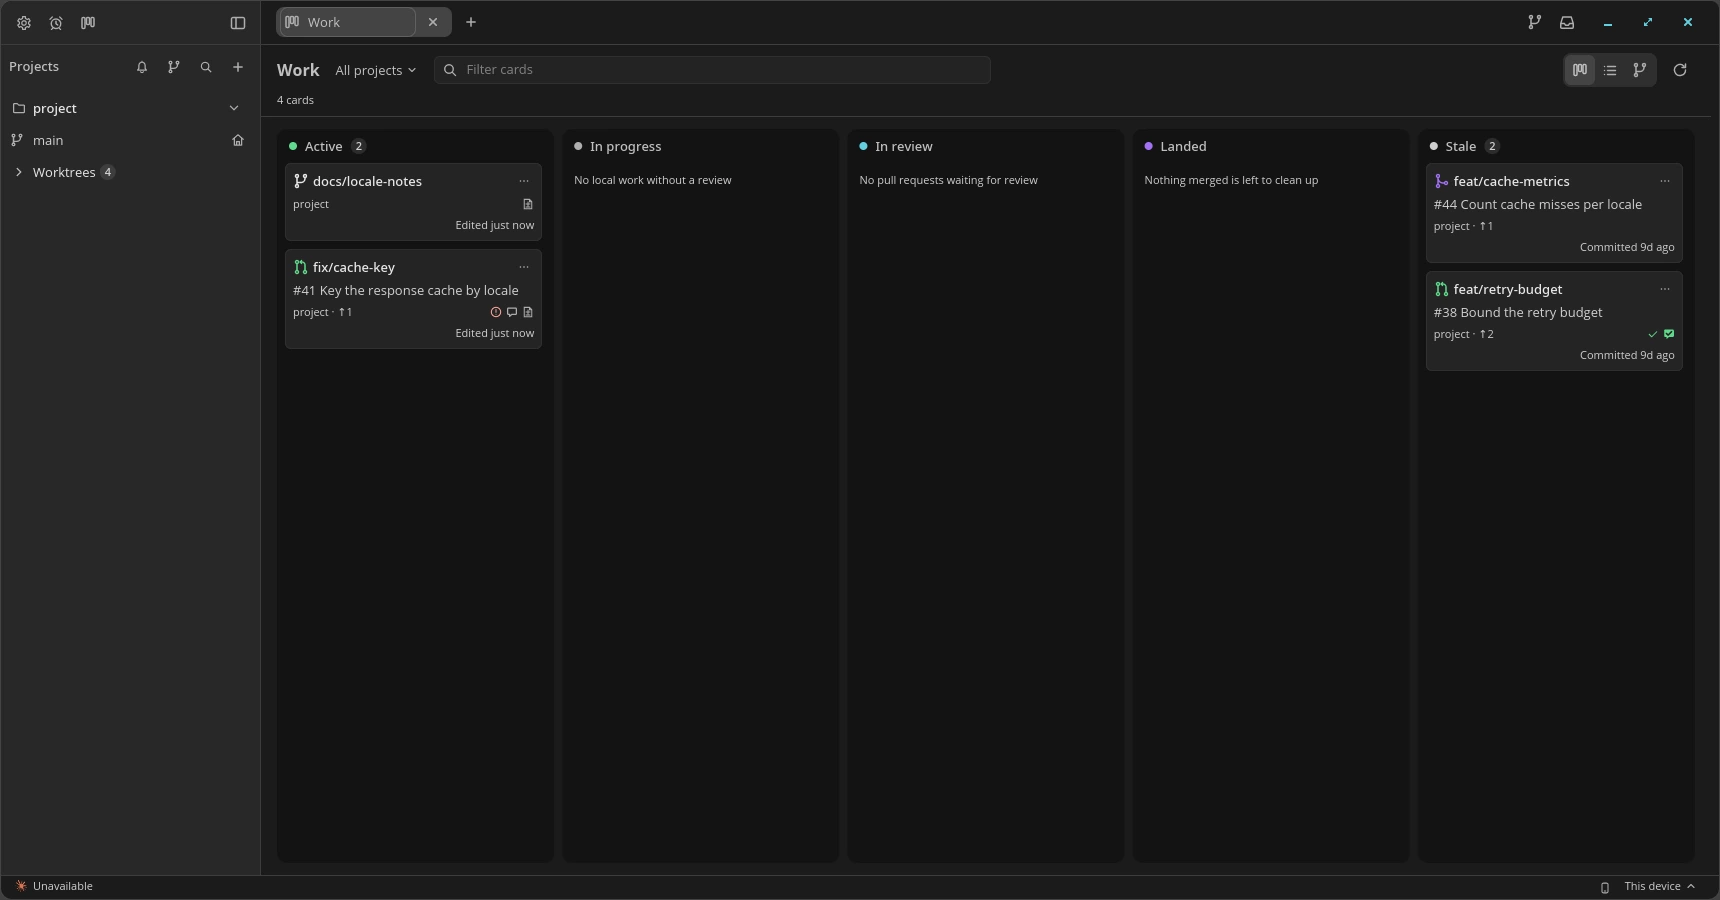 Work
Projects
project
main
Worktrees 4
Work
All projects
Filter cards
4 cards
Active 2
docs/locale-notes
project
Edited just now
fix/cache-key
#41 Key the response cache by locale
project · ↑1
Edited just now
In progress
No local work without a review
In review
No pull requests waiting for review
Landed
Nothing merged is left to clean up
Stale 2
feat/cache-metrics
#44 Count cache misses per locale
project · ↑1
Committed 9d ago
feat/retry-budget
#38 Bound the retry budget
project · ↑2
Committed 9d ago
Unavailable
This device